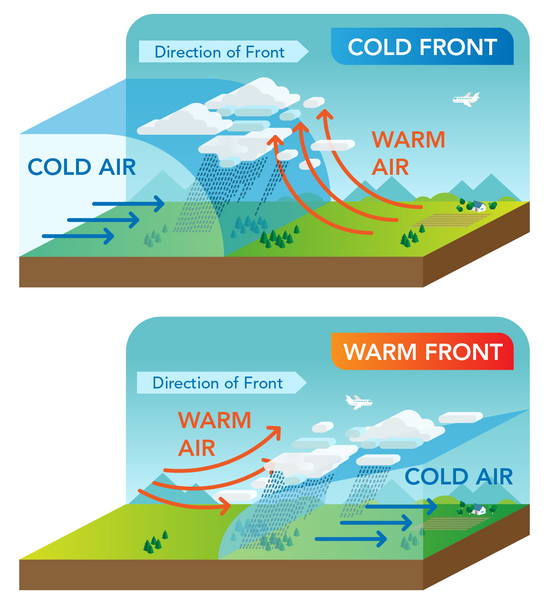 Direction of Front
COLD FRONT
COLD AIR
WARM
AIR
WARM FRONT
Direction of Front
WARM
AIR
COLD AIR